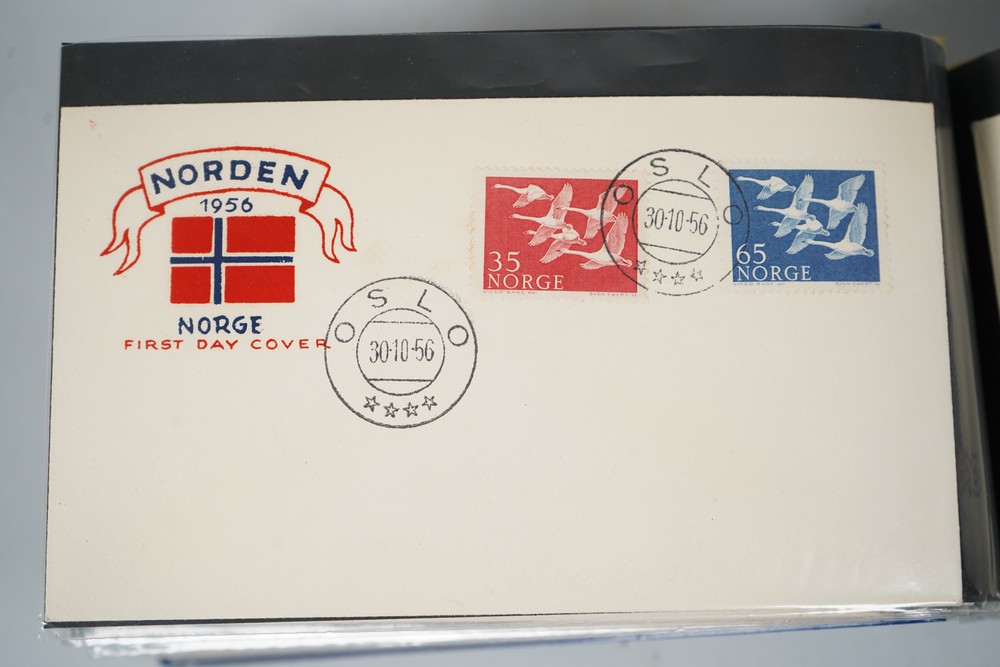 NORDEN
1956
NORGE
FIRST DAY COVER
OSLO
30·10·56
OSLO
30·10·56
35
NORGE
65
NORGE